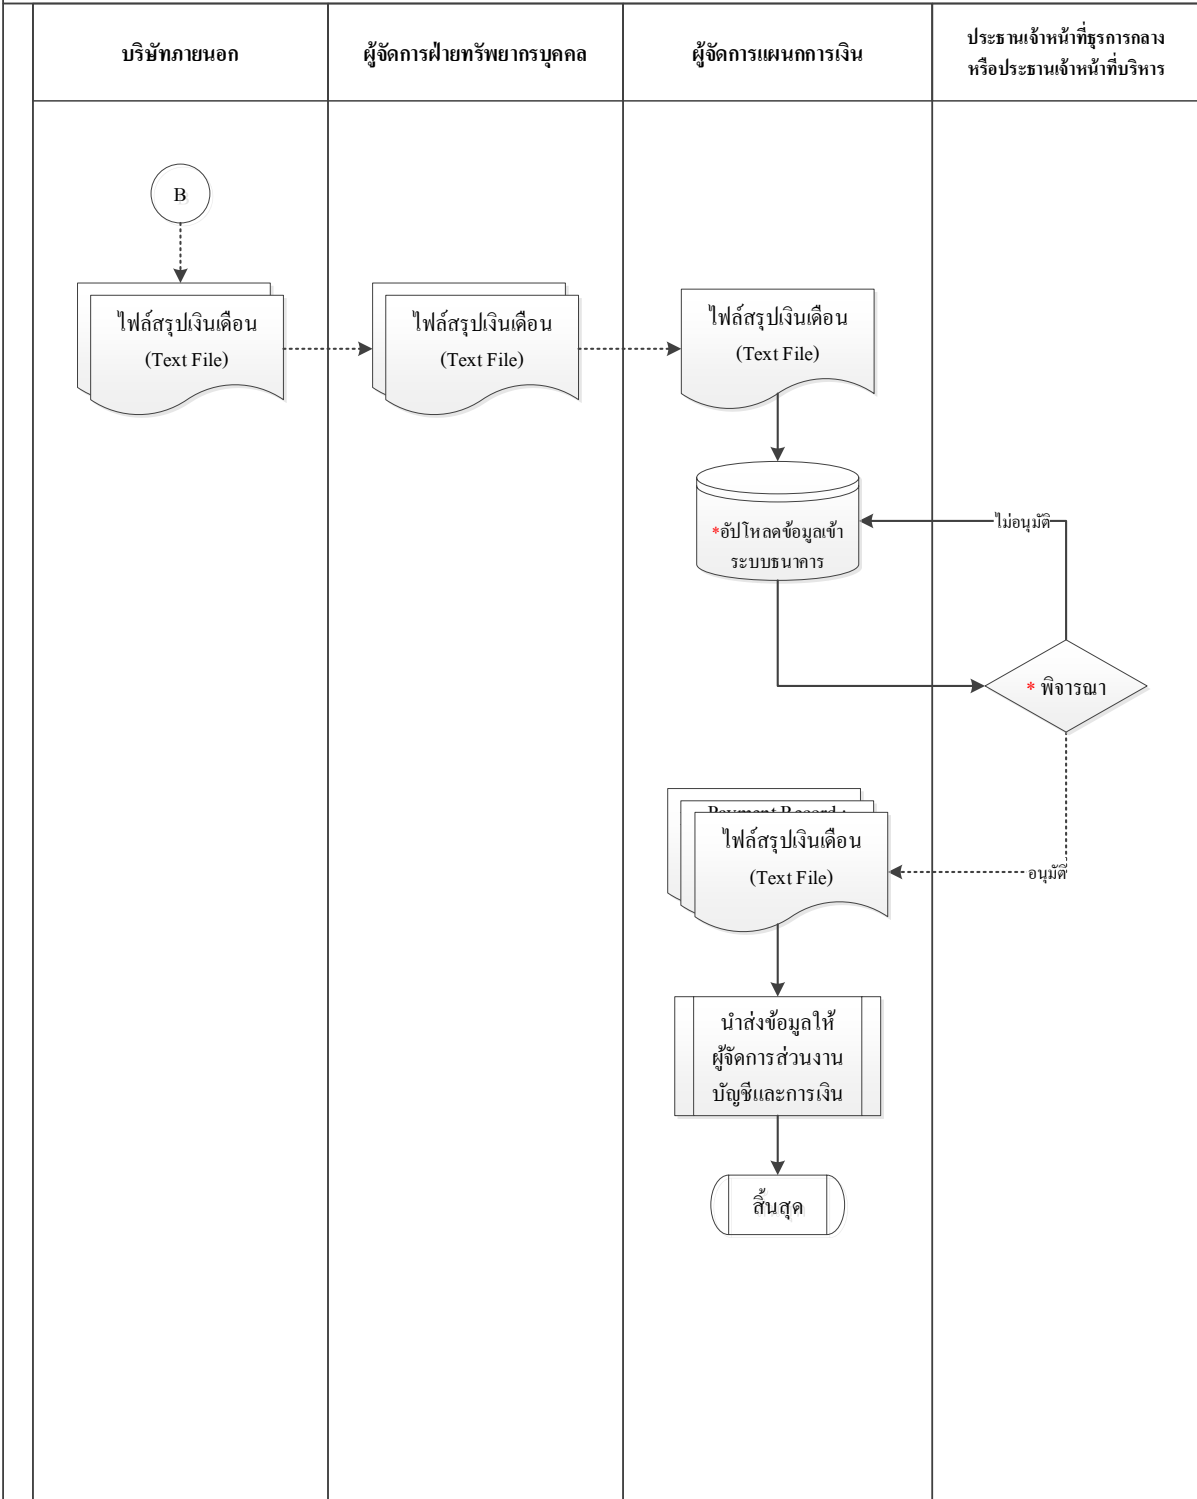 บริษัทภายนอก
ผู้จัดการฝ่ายทรัพยากรบุคคล
ผู้จัดการแผนกการเงิน
ประธานเจ้าหน้าที่ธุรการกลาง
หรือประธานเจ้าหน้าที่บริหาร
B
ไฟล์สรุปเงินเดือน
(Text File)
ไฟล์สรุปเงินเดือน
(Text File)
ไฟล์สรุปเงินเดือน
(Text File)
*อัปโหลดข้อมูลเข้า
ระบบธนาคาร
ไม่อนุมัติ
* พิจารณา
Payment Record :
ไฟล์สรุปเงินเดือน
(Text File)
อนุมัติ
นำส่งข้อมูลให้
ผู้จัดการส่วนงาน
บัญชีและการเงิน
สิ้นสุด